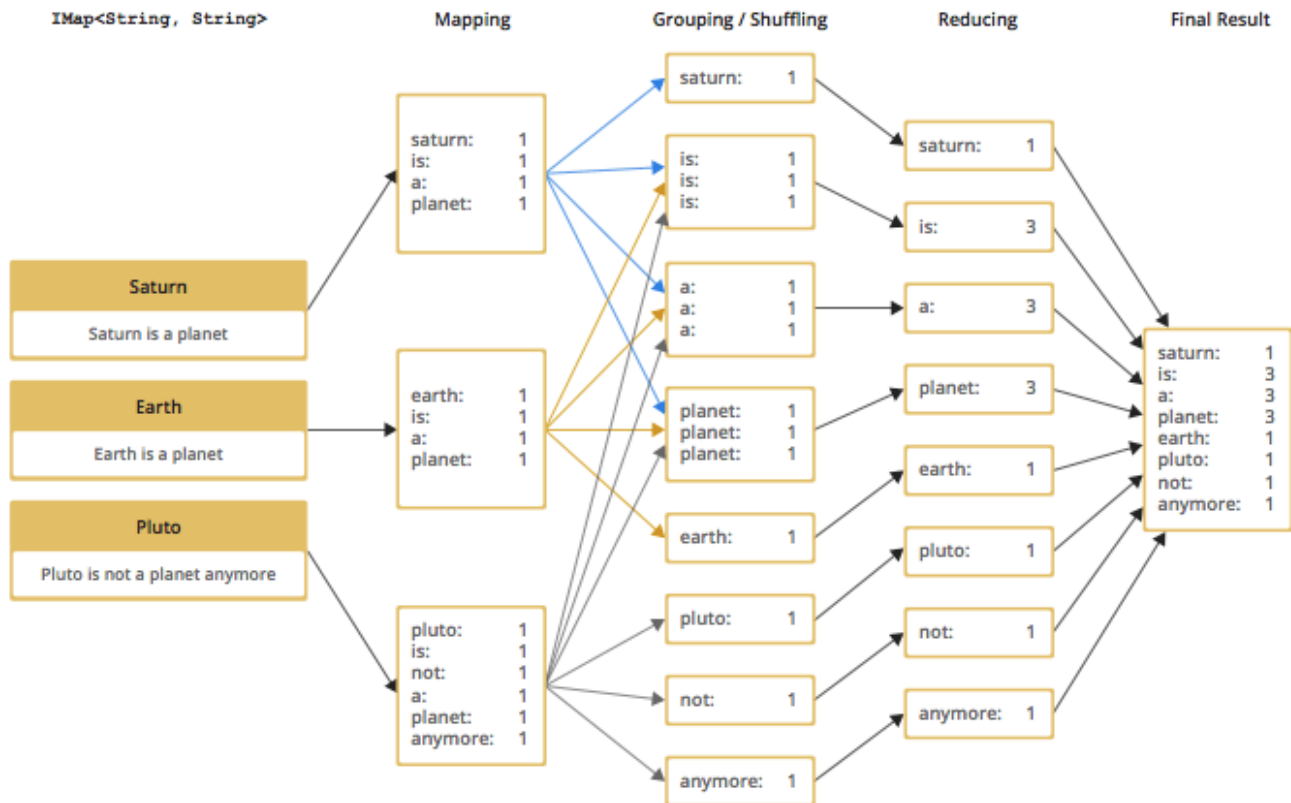 IMap<String, String>
Mapping
Grouping / Shuffling
Reducing
Final Result
Saturn
Saturn is a planet
Earth
Earth is a planet
Pluto
Pluto is not a planet anymore
saturn: 1
is: 1
a: 1
planet: 1
earth: 1
is: 1
a: 1
planet: 1
pluto: 1
is: 1
not: 1
a: 1
planet: 1
anymore: 1
saturn: 1
is: 1
is: 1
is: 1
a: 1
a: 1
a: 1
planet: 1
planet: 1
planet: 1
earth: 1
pluto: 1
not: 1
anymore: 1
saturn: 1
is: 3
a: 3
planet: 3
earth: 1
pluto: 1
not: 1
anymore: 1
saturn: 1
is: 3
a: 3
planet: 3
earth: 1
pluto: 1
not: 1
anymore: 1